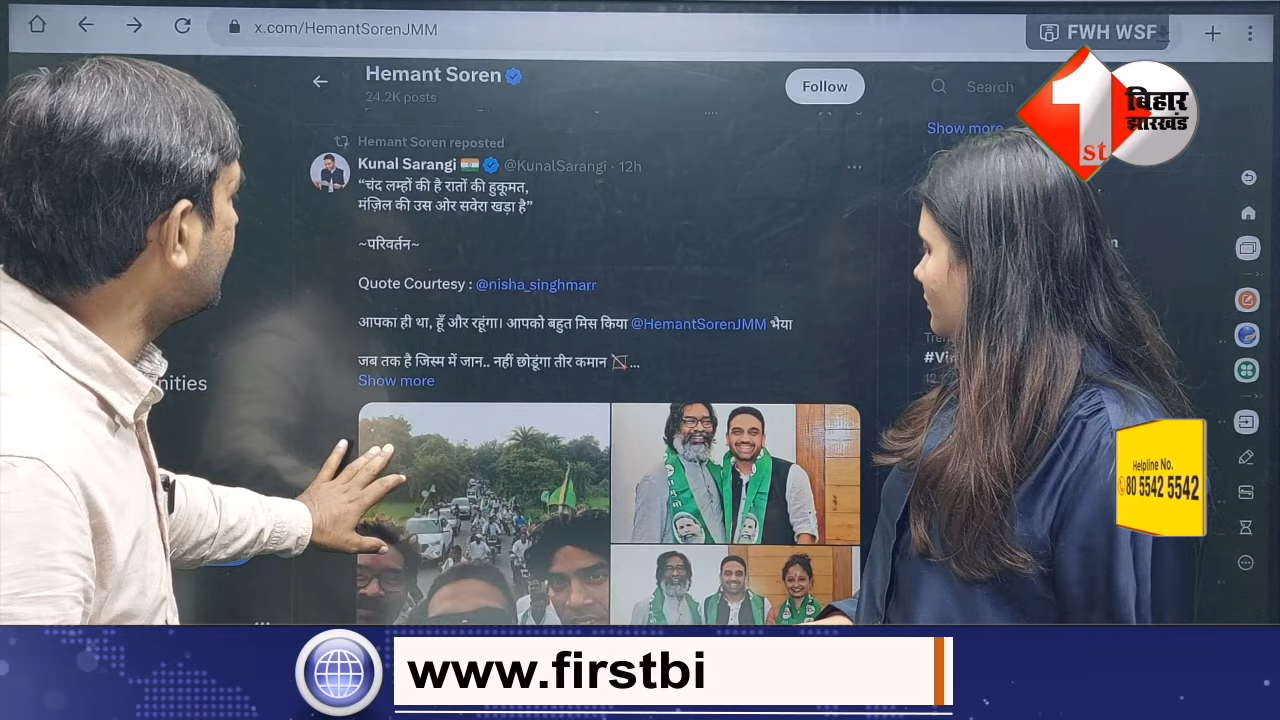 x.com/HemantSorenJMM
FWH WSF
Hemant Soren
24.2K posts
Follow
Search
Show more
1st
बिहार
झारखंड
Hemant Soren reposted
Kunal Sarangi @KunalSarangi · 12h
“चंद लम्हों की है रातों की हुकूमत,
मंज़िल की उस ओर सवेरा खड़ा है”
~परिवर्तन~
Quote Courtesy : @nisha_singhmarr
आपका ही था, हूँ और रहूंगा। आपको बहुत मिस किया @HemantSorenJMM भैया
जब तक है जिस्म में जान.. नहीं छोडूंगा तीर कमान 🏹...
Show more
nities
#Vi
12
Helpline No.
80 5542 5542
www.firstbi